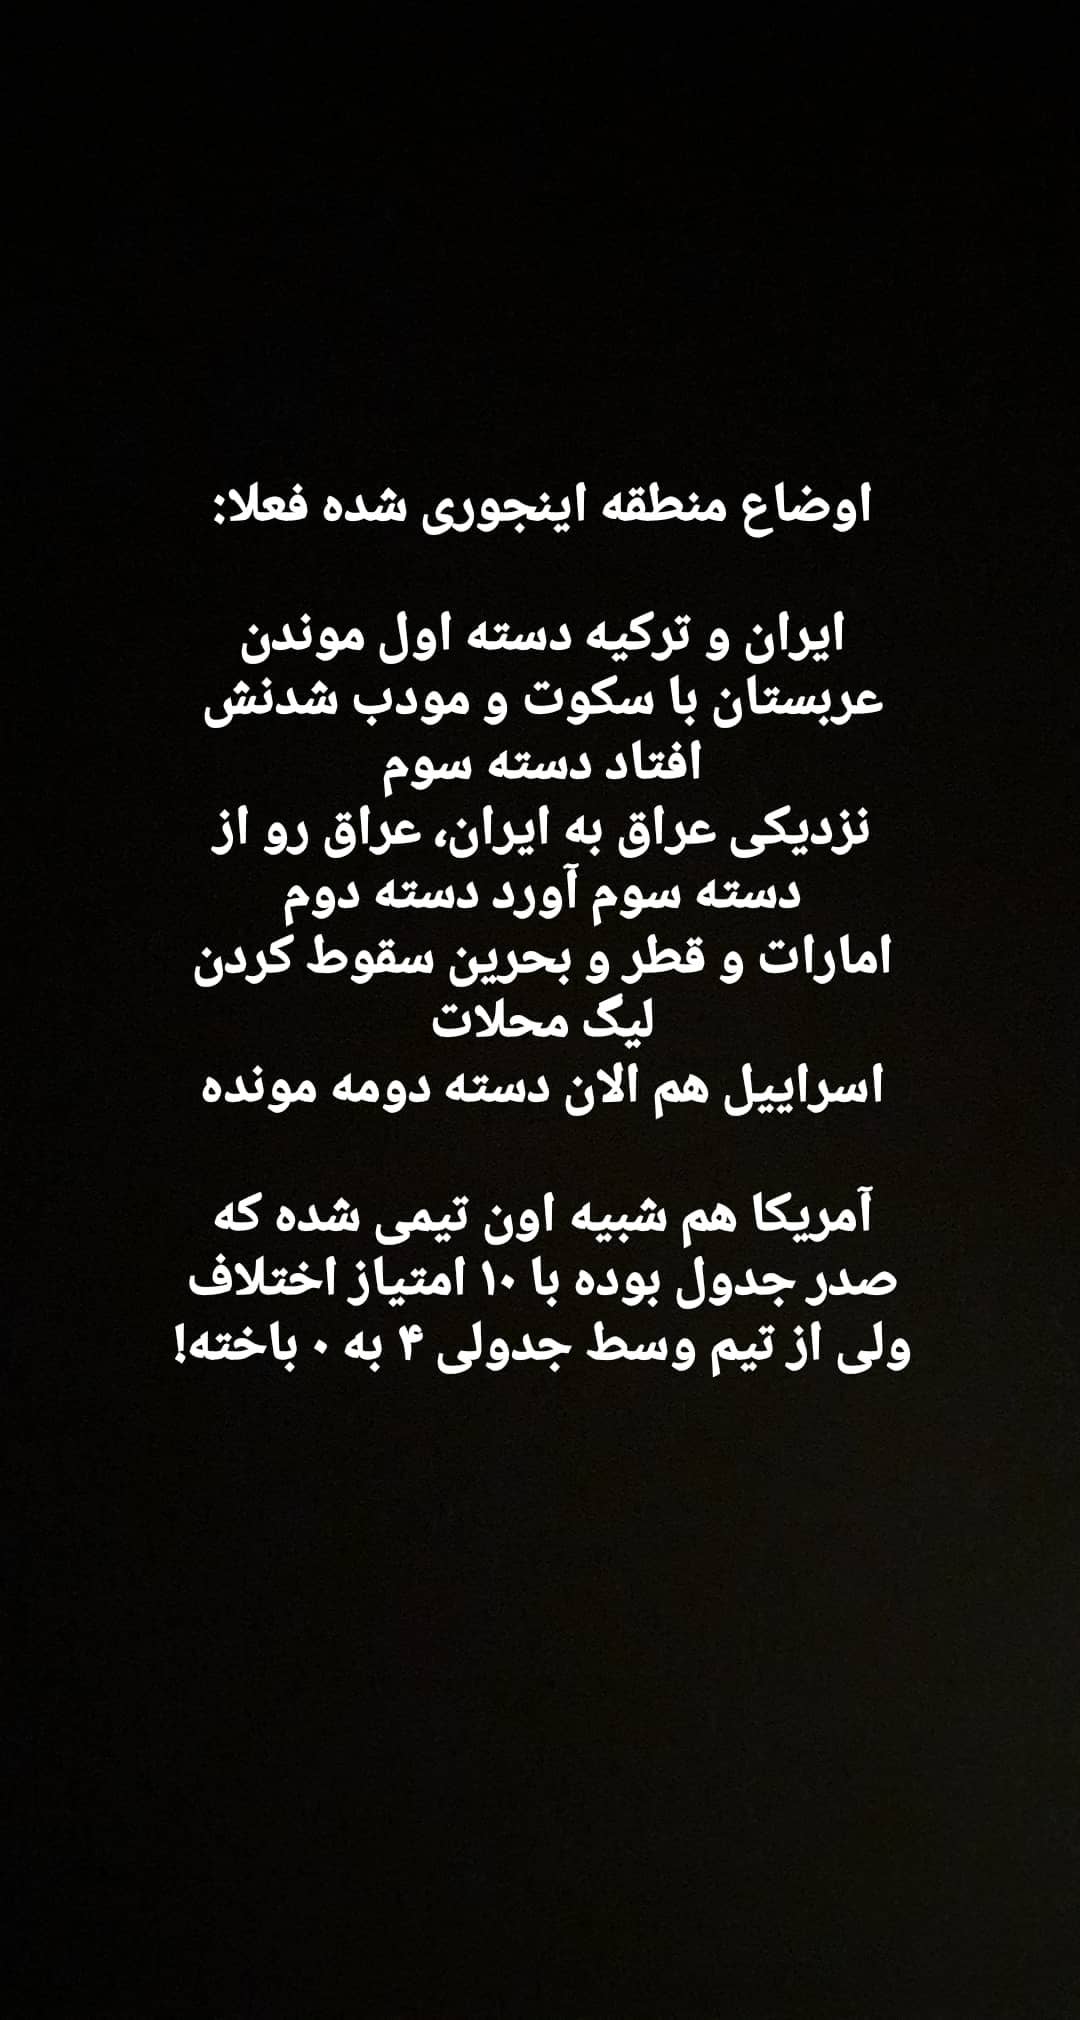 اوضاع منطقه اینجوری شده فعلا:
ایران و ترکیه دسته اول موندن
عربستان با سکوت و مودب شدنش
افتاد دسته سوم
نزدیکی عراق به ایران، عراق رو از
دسته سوم آورد دسته دوم
امارات و قطر و بحرین سقوط کردن
لیگ محلات
اسراییل هم الان دسته دومه مونده
آمریکا هم شبیه اون تیمی شده که
صدر جدول بوده با ۱۰ امتیاز اختلاف
ولی از تیم وسط جدولی ۴ به ۰ باخته!